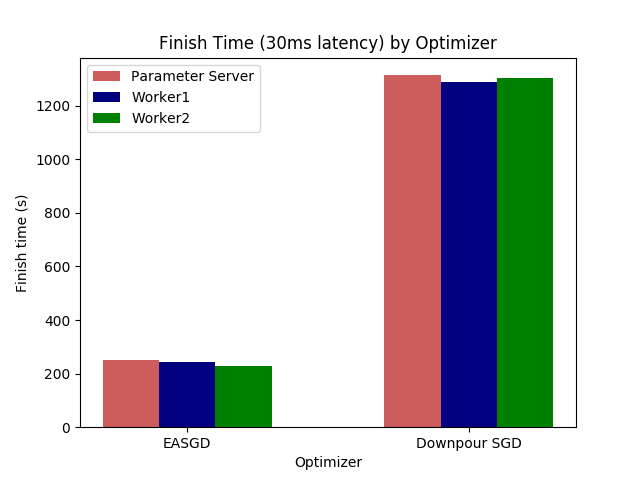 Finish Time (30ms latency) by Optimizer
Parameter Server
Worker1
Worker2
Finish time (s)
1200
1000
800
600
400
200
0
EASGD
Downpour SGD
Optimizer